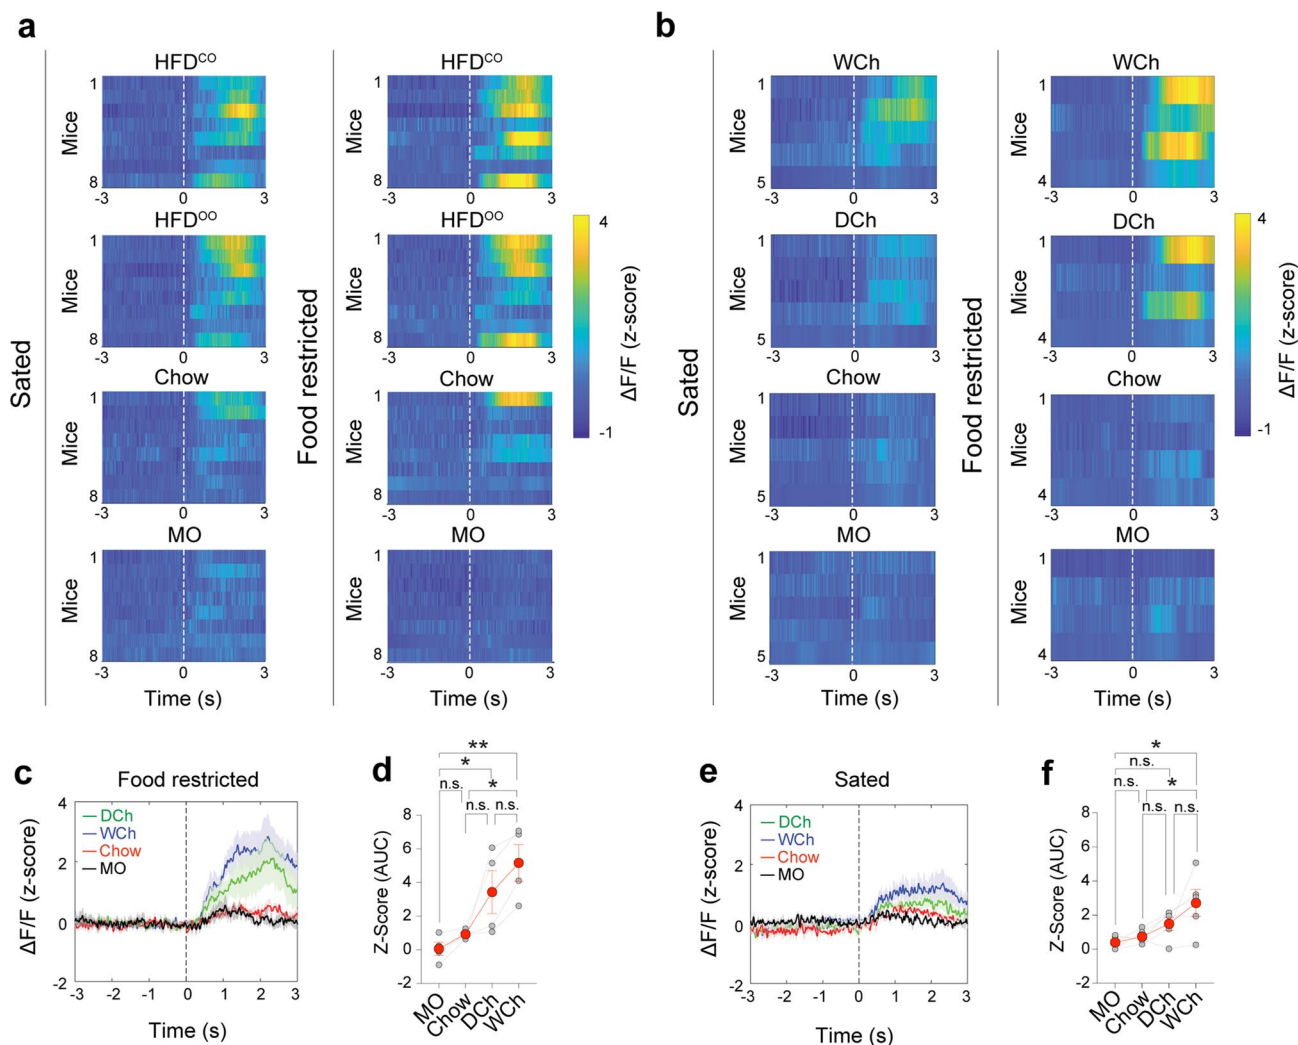 a
Sated
HFD^CO
Mice
1
8
-3 0 3
HFD^OO
Mice
1
8
-3 0 3
Chow
Mice
1
8
-3 0 3
MO
Mice
1
8
-3 0 3
Time (s)
Food restricted
HFD^CO
Mice
1
8
-3 0 3
HFD^OO
1
8
-3 0 3
Chow
1
8
-3 0 3
MO
Mice
1
8
-3 0 3
Time (s)
4
-1
ΔF/F (z-score)
b
Sated
WCh
Mice
1
5
-3 0 3
DCh
Mice
1
5
-3 0 3
Chow
Mice
1
5
-3 0 3
MO
Mice
1
5
-3 0 3
Time (s)
Food restricted
WCh
Mice
1
4
-3 0 3
DCh
1
4
-3 0 3
Chow
1
4
-3 0 3
MO
Mice
1
4
-3 0 3
Time (s)
4
-1
ΔF/F (z-score)
c
Food restricted
ΔF/F (z-score)
4
2
0
-2
DCh
WCh
Chow
MO
-3 -2 -1 0 1 2 3
Time (s)
d
**
*
n.s. *
n.s. n.s.
Z-Score (AUC)
8
6
4
2
0
-2
MO Chow DCh WCh
e
Sated
ΔF/F (z-score)
4
2
0
-2
DCh
WCh
Chow
MO
-3 -2 -1 0 1 2 3
Time (s)
f
*
n.s.
n.s. *
n.s. n.s.
Z-Score (AUC)
8
6
4
2
0
-2
MO Chow DCh WCh